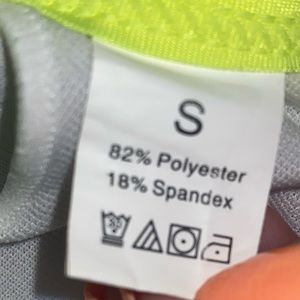 S
82% Polyester
18% Spandex